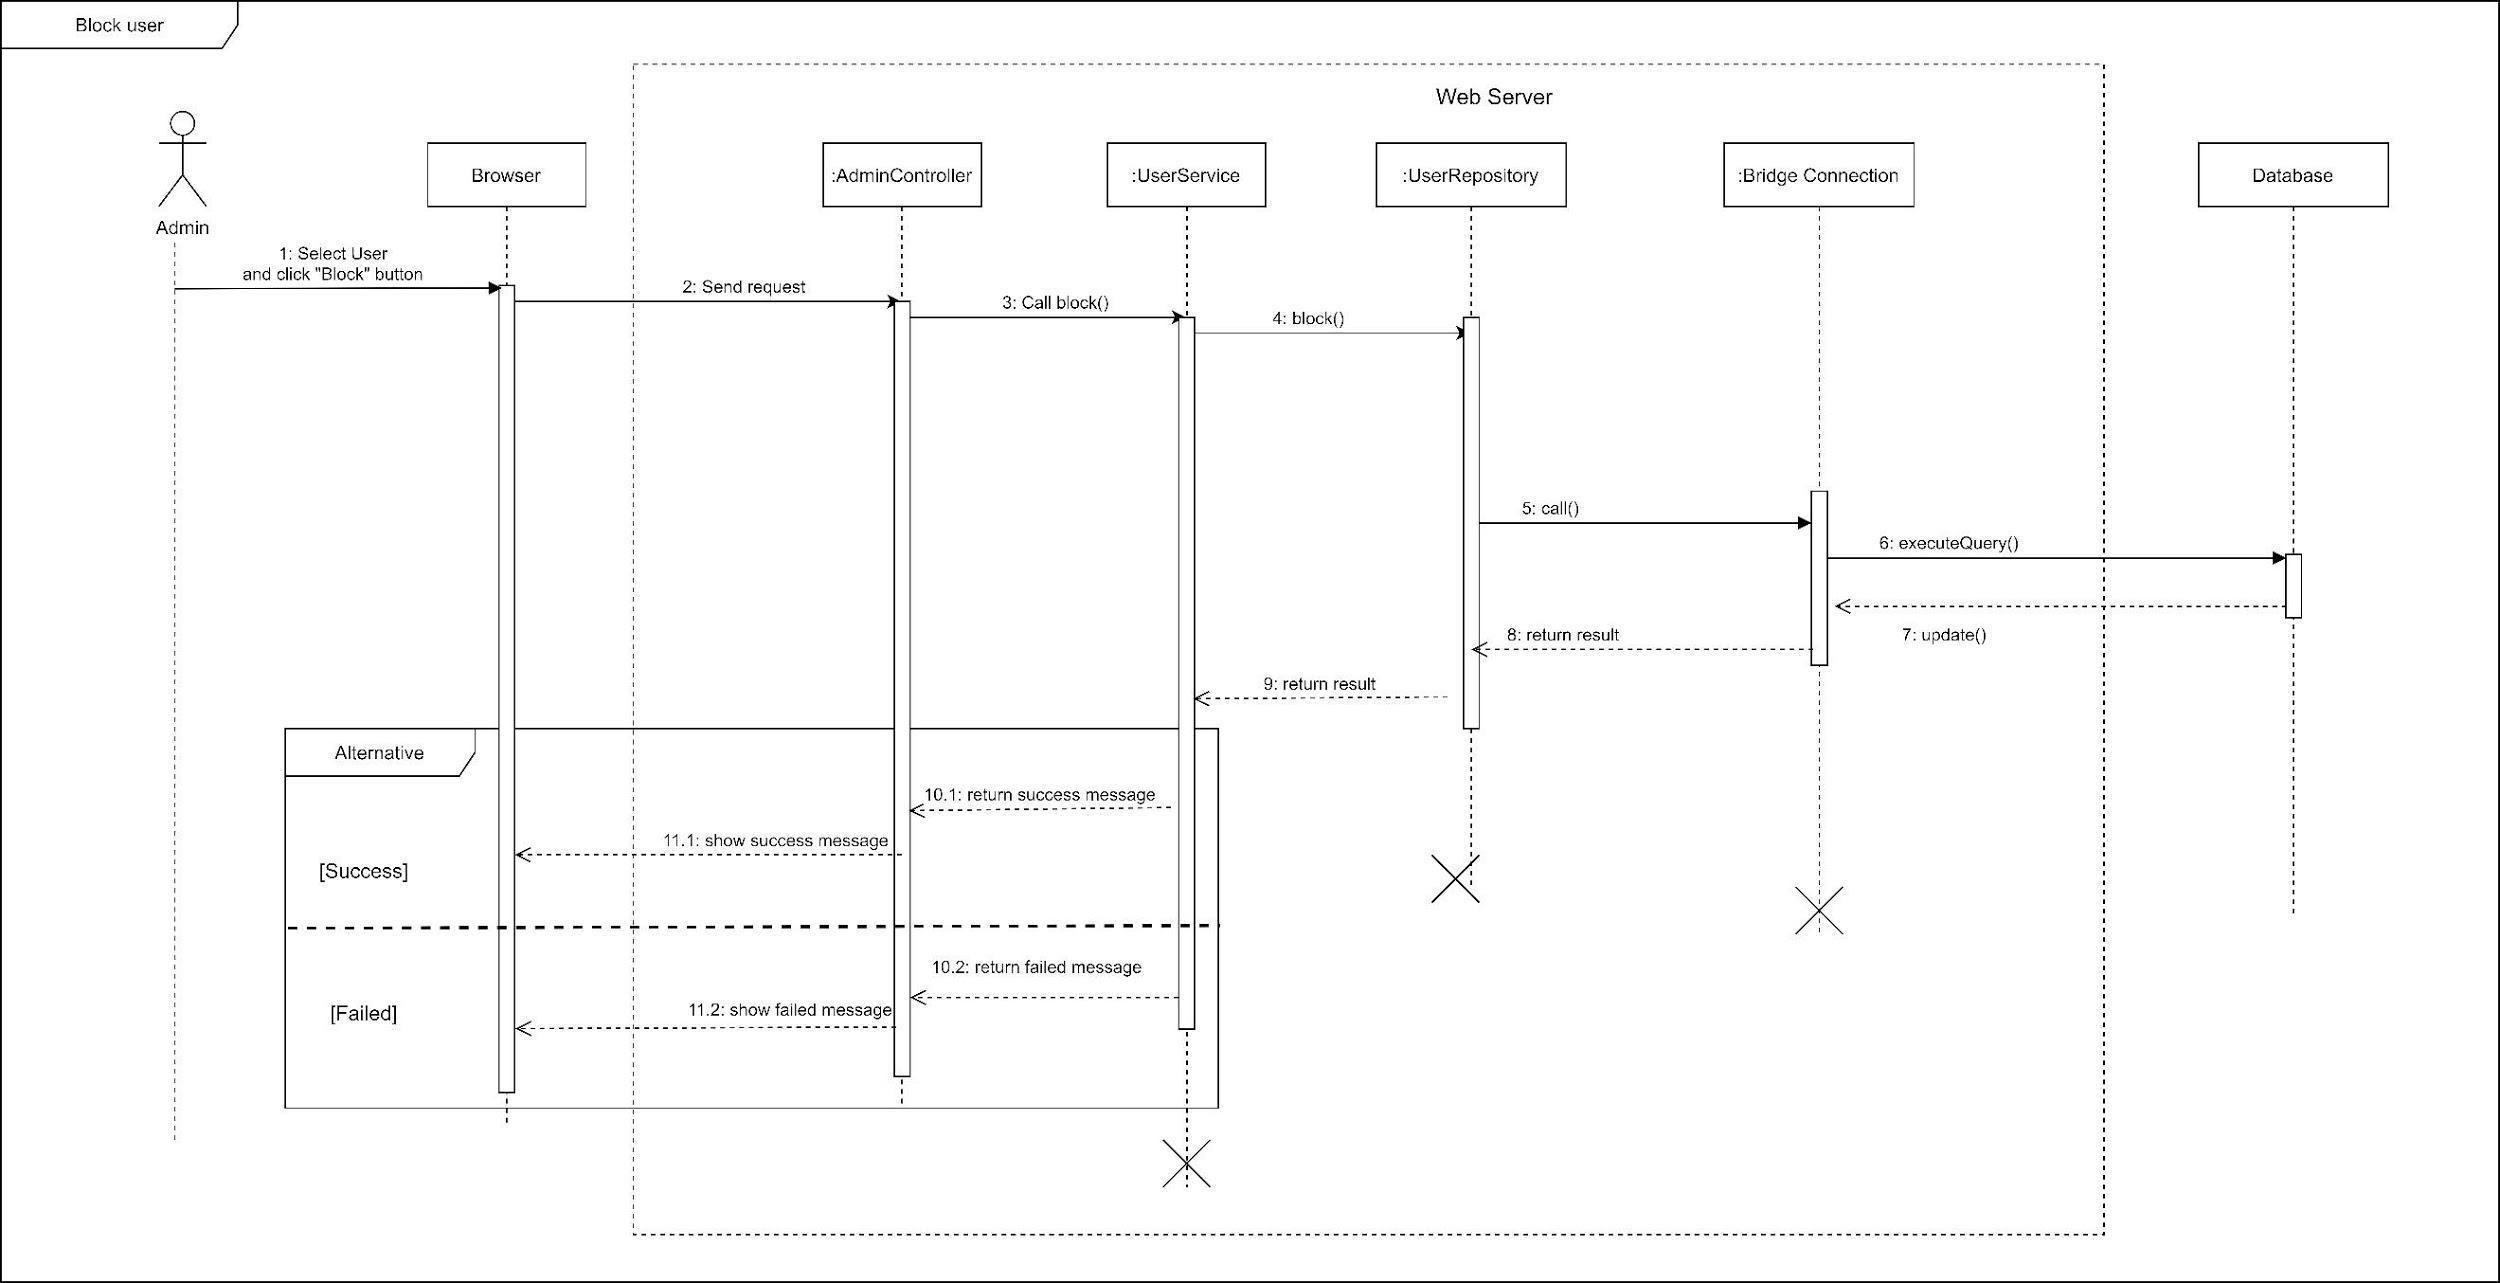 Block user
Web Server
Browser
:AdminController
:UserService
:UserRepository
:Bridge Connection
Database
Admin
1: Select User
and click "Block" button
2: Send request
3: Call block()
4: block()
5: call()
6: executeQuery()
7: update()
8: return result
9: return result
Alternative
10.1: return success message
11.1: show success message
[Success]
10.2: return failed message
11.2: show failed message
[Failed]